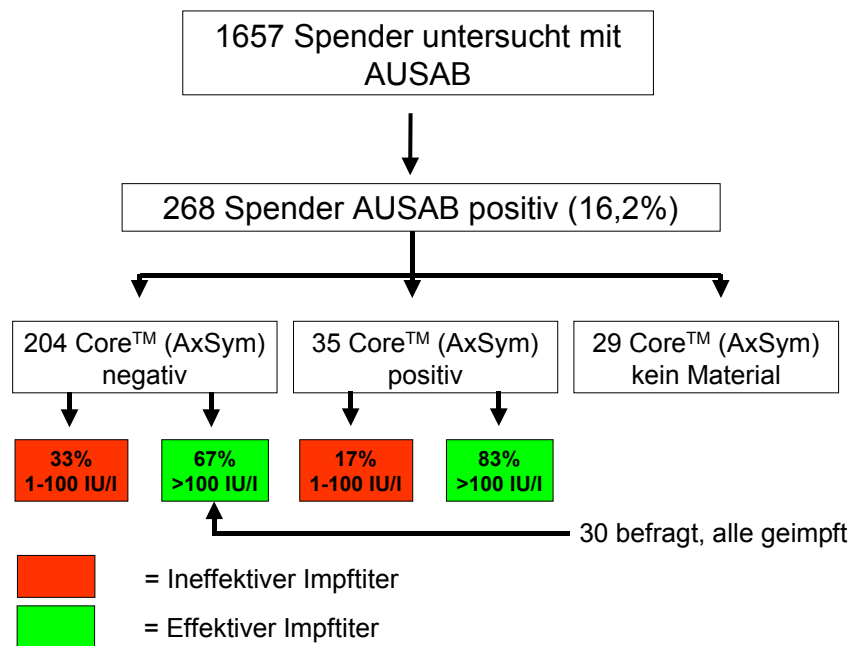 1657 Spender untersucht mit
AUSAB
268 Spender AUSAB positiv (16,2%)
204 Core™ (AxSym)
negativ
35 Core™ (AxSym)
positiv
29 Core™ (AxSym)
kein Material
33%
1-100 IU/l
67%
>100 IU/l
17%
1-100 IU/l
83%
>100 IU/l
30 befragt, alle geimpft
= Ineffektiver Impftiter
= Effektiver Impftiter